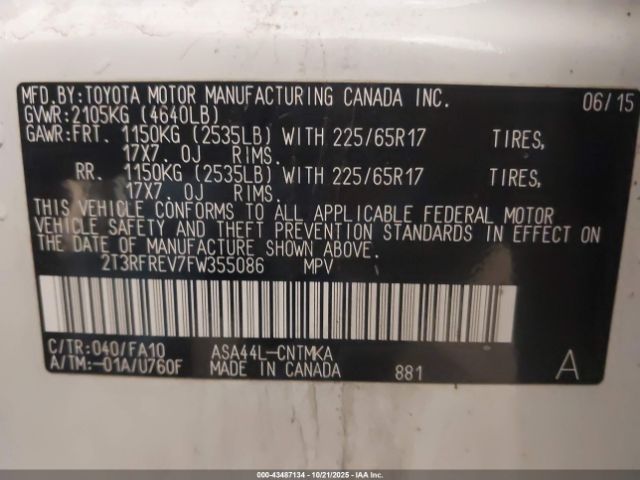 MFD.BY:TOYOTA MOTOR MANUFACTURING CANADA INC. 06/15
GVWR:2105KG (4640LB)
GAWR:FRT. 1150KG (2535LB) WITH 225/65R17 TIRES,
17X7. 0J RIMS.
RR. 1150KG (2535LB) WITH 225/65R17 TIRES,
17X7. 0J RIMS.
THIS VEHICLE CONFORMS TO ALL APPLICABLE FEDERAL MOTOR
VEHICLE SAFETY AND THEFT PREVENTION STANDARDS IN EFFECT ON
THE DATE OF MANUFACTURE SHOWN ABOVE.
2T3RFREV7FW355086 MPV
C/TR:040/FA10 ASA44L-CNTMKA
A/TM:-01A/U760F MADE IN CANADA 881 A
000-43487134 - 10/21/2025 - IAAI.com